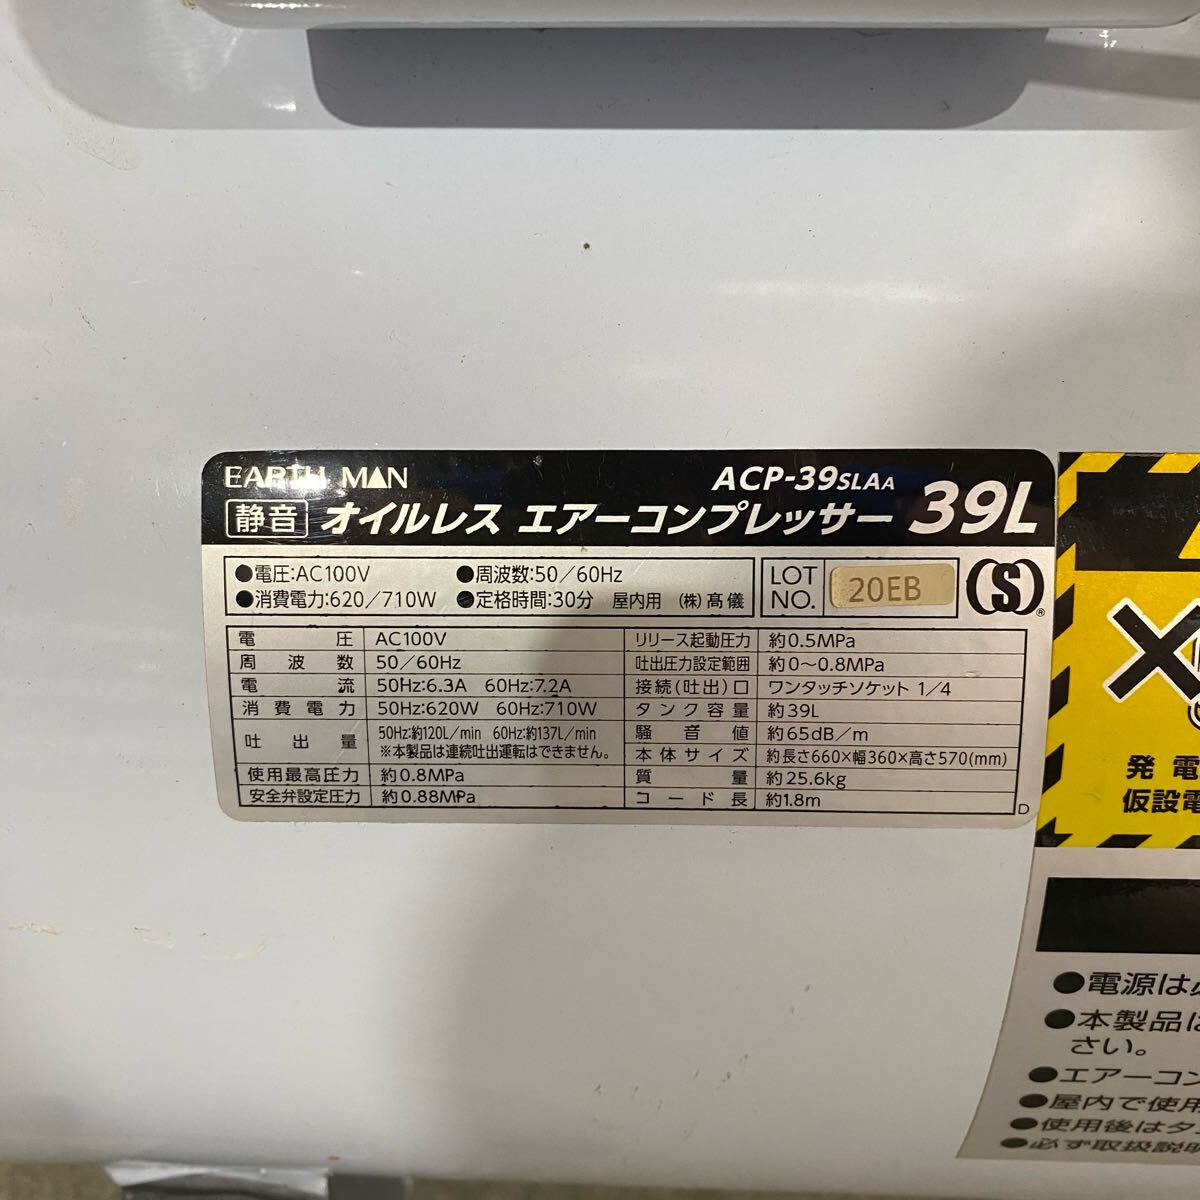 EARTH MAN
ACP-39SLAA
静音 オイルレス エアーコンプレッサー 39L
●電圧:AC100V ●周波数:50/60Hz
●消費電力:620/710W ●定格時間:30分 屋内用 (株)髙儀
LOT NO. 20EB
S
®
電圧 AC100V
周波数 50/60Hz
電流 50Hz:6.3A 60Hz:7.2A
消費電力 50Hz:620W 60Hz:710W
吐出量 50Hz:約120L/min 60Hz:約137L/min
※本製品は連続吐出運転はできません。
使用最高圧力 約0.8MPa
安全弁設定圧力 約0.88MPa
リリース起動圧力 約0.5MPa
吐出圧力設定範囲 約0〜0.8MPa
接続(吐出)口 ワンタッチソケット 1/4
タンク容量 約39L
騒音値 約65dB/m
本体サイズ 約長さ660×幅360×高さ570(mm)
質量 約25.6kg
コード長 約1.8m
D
発電
仮設電
●電源は必
●本製品は
さい。
●エアーコン
●屋内で使用
●使用後はタン
●必ず取扱説明